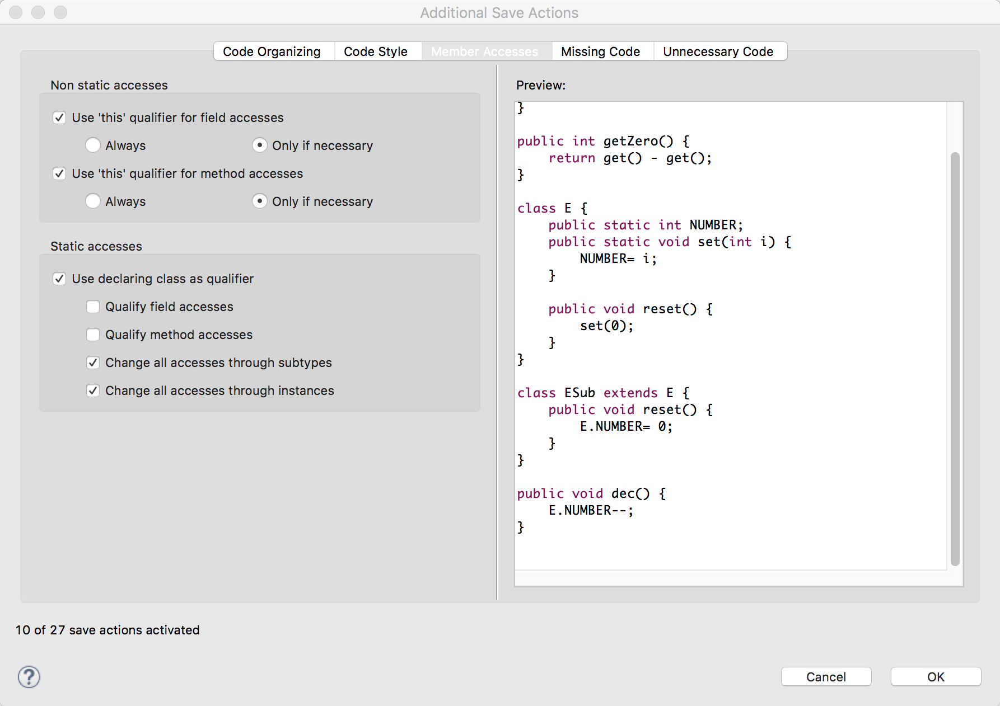 Additional Save Actions
Code Organizing
Code Style
Member Accesses
Missing Code
Unnecessary Code
Non static accesses
Use 'this' qualifier for field accesses
Always
Only if necessary
Use 'this' qualifier for method accesses
Always
Only if necessary
Static accesses
Use declaring class as qualifier
Qualify field accesses
Qualify method accesses
Change all accesses through subtypes
Change all accesses through instances
Preview:
}
public int getZero() {
    return get() - get();
}
class E {
    public static int NUMBER;
    public static void set(int i) {
        NUMBER= i;
    }
    public void reset() {
        set(0);
    }
}
class ESub extends E {
    public void reset() {
        E.NUMBER= 0;
    }
}
public void dec() {
    E.NUMBER--;
}
10 of 27 save actions activated
?
Cancel
OK